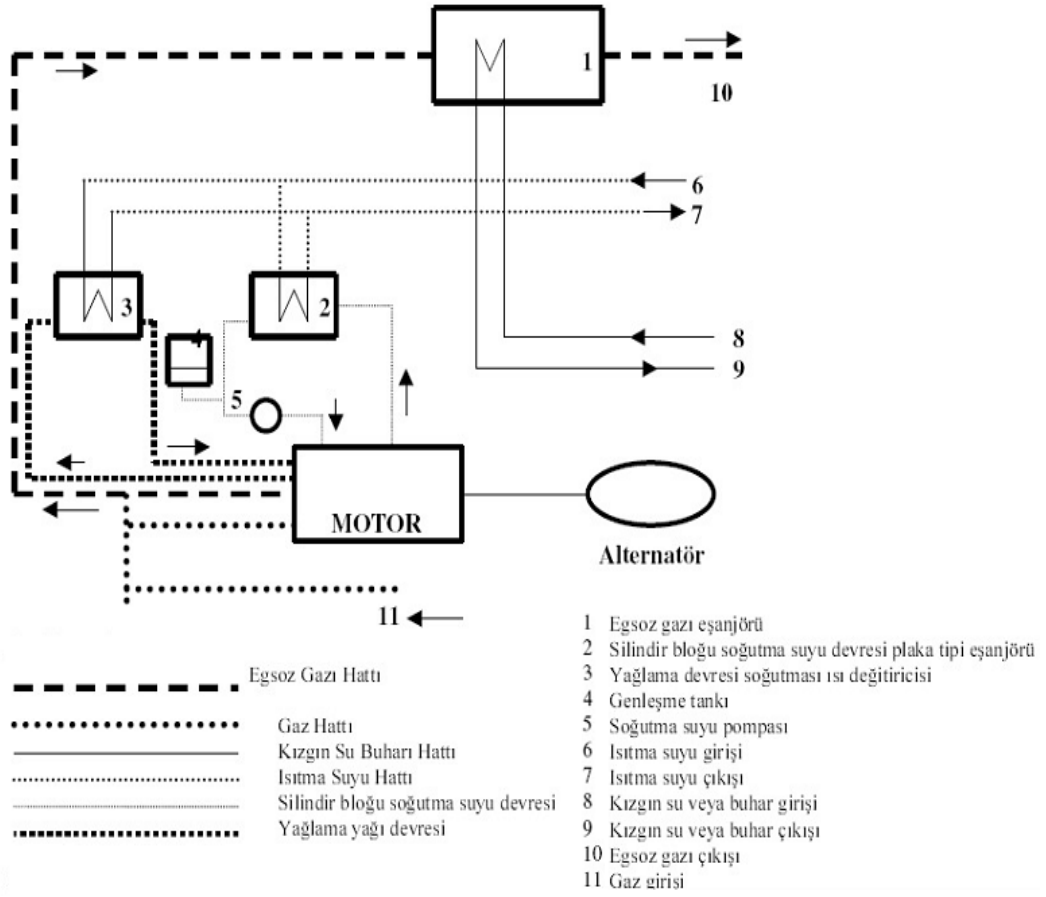 1
10
6
7
3
2
4
8
9
5
MOTOR
Alternatör
11
Egsoz Gazı Hattı
Gaz Hattı
Kızgın Su Buharı Hattı
Isıtma Suyu Hattı
Silindir bloğu soğutma suyu devresi
Yağlama yağı devresi
1 Egsoz gazı eşanjörü
2 Silindir bloğu soğutma suyu devresi plaka tipi eşanjörü
3 Yağlama devresi soğutması ısı değitiricisi
4 Genleşme tankı
5 Soğutma suyu pompası
6 Isıtma suyu girişi
7 Isıtma suyu çıkışı
8 Kızgın su veya buhar girişi
9 Kızgın su veya buhar çıkışı
10 Egsoz gazı çıkışı
11 Gaz girişi